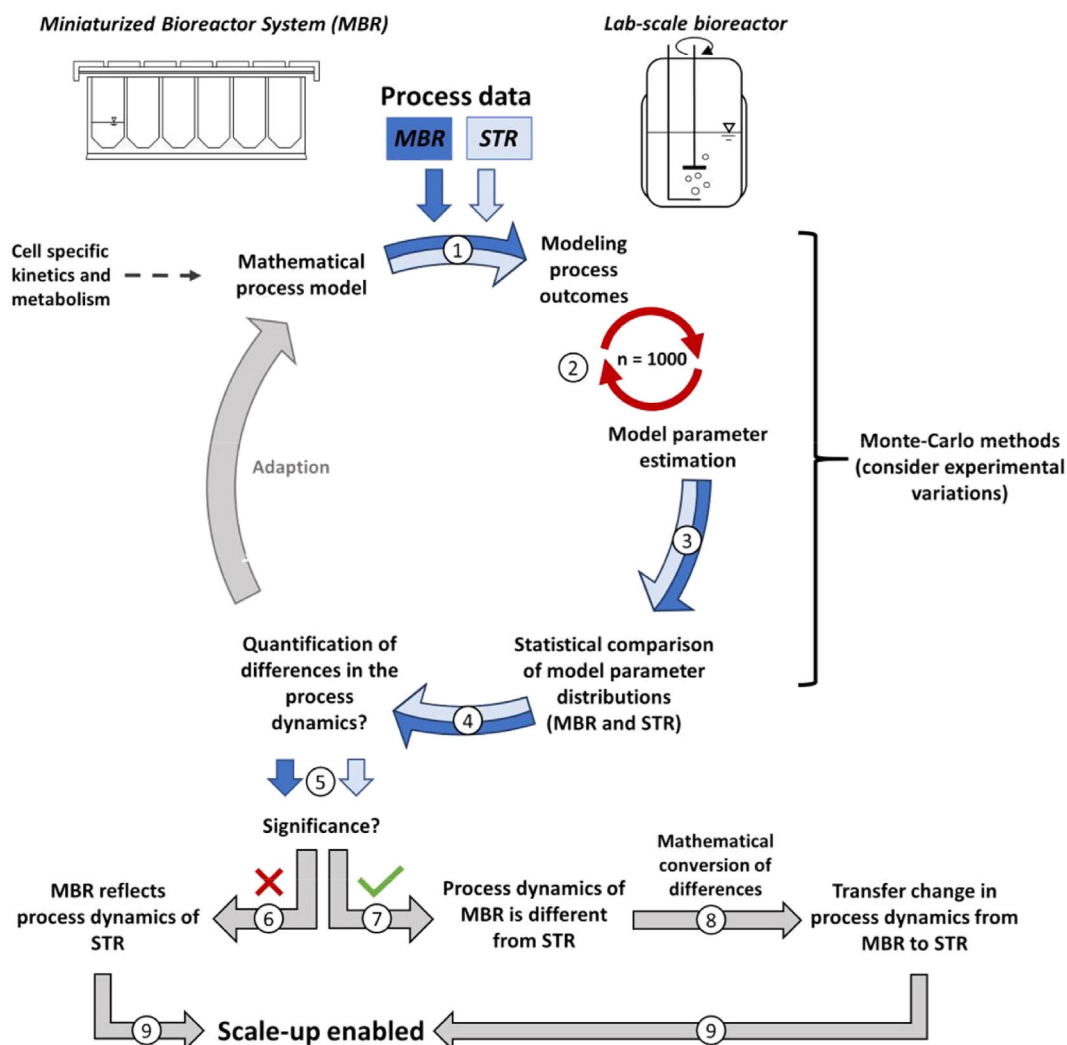 Miniaturized Bioreactor System (MBR)
Lab-scale bioreactor
Process data
MBR
STR
Cell specific
kinetics and
metabolism
Mathematical
process model
1
Modeling
process
outcomes
2
n = 1000
Model parameter
estimation
Monte-Carlo methods
(consider experimental
variations)
Adaption
3
Quantification of
differences in the
process
dynamics?
Statistical comparison
of model parameter
distributions
(MBR and STR)
4
5
Significance?
MBR reflects
process dynamics of
STR
6
7
Process dynamics of
MBR is different
from STR
Mathematical
conversion of
differences
8
Transfer change in
process dynamics from
MBR to STR
9
Scale-up enabled
9